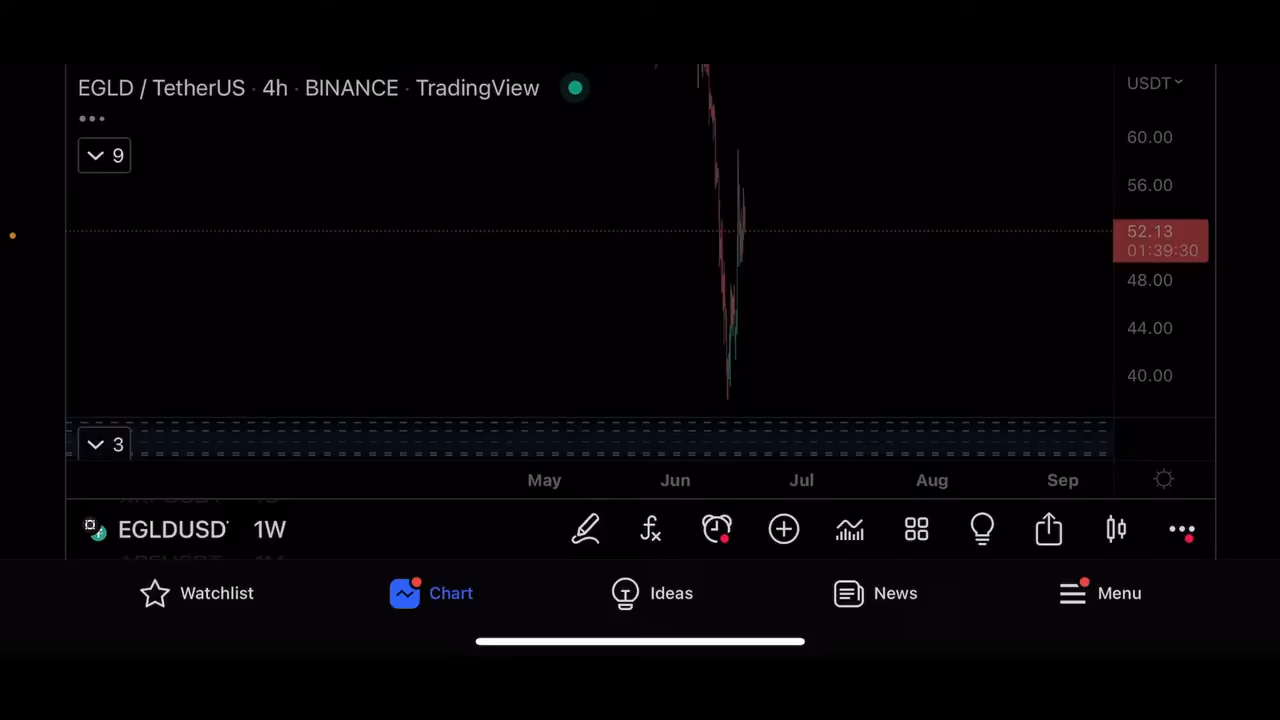 EGLD / TetherUS · 4h · BINANCE · TradingView
USDT
60.00
9
56.00
52.13
01:39:30
48.00
44.00
40.00
3
May Jun Jul Aug Sep
EGLDUSD 1W
Watchlist Chart Ideas News Menu